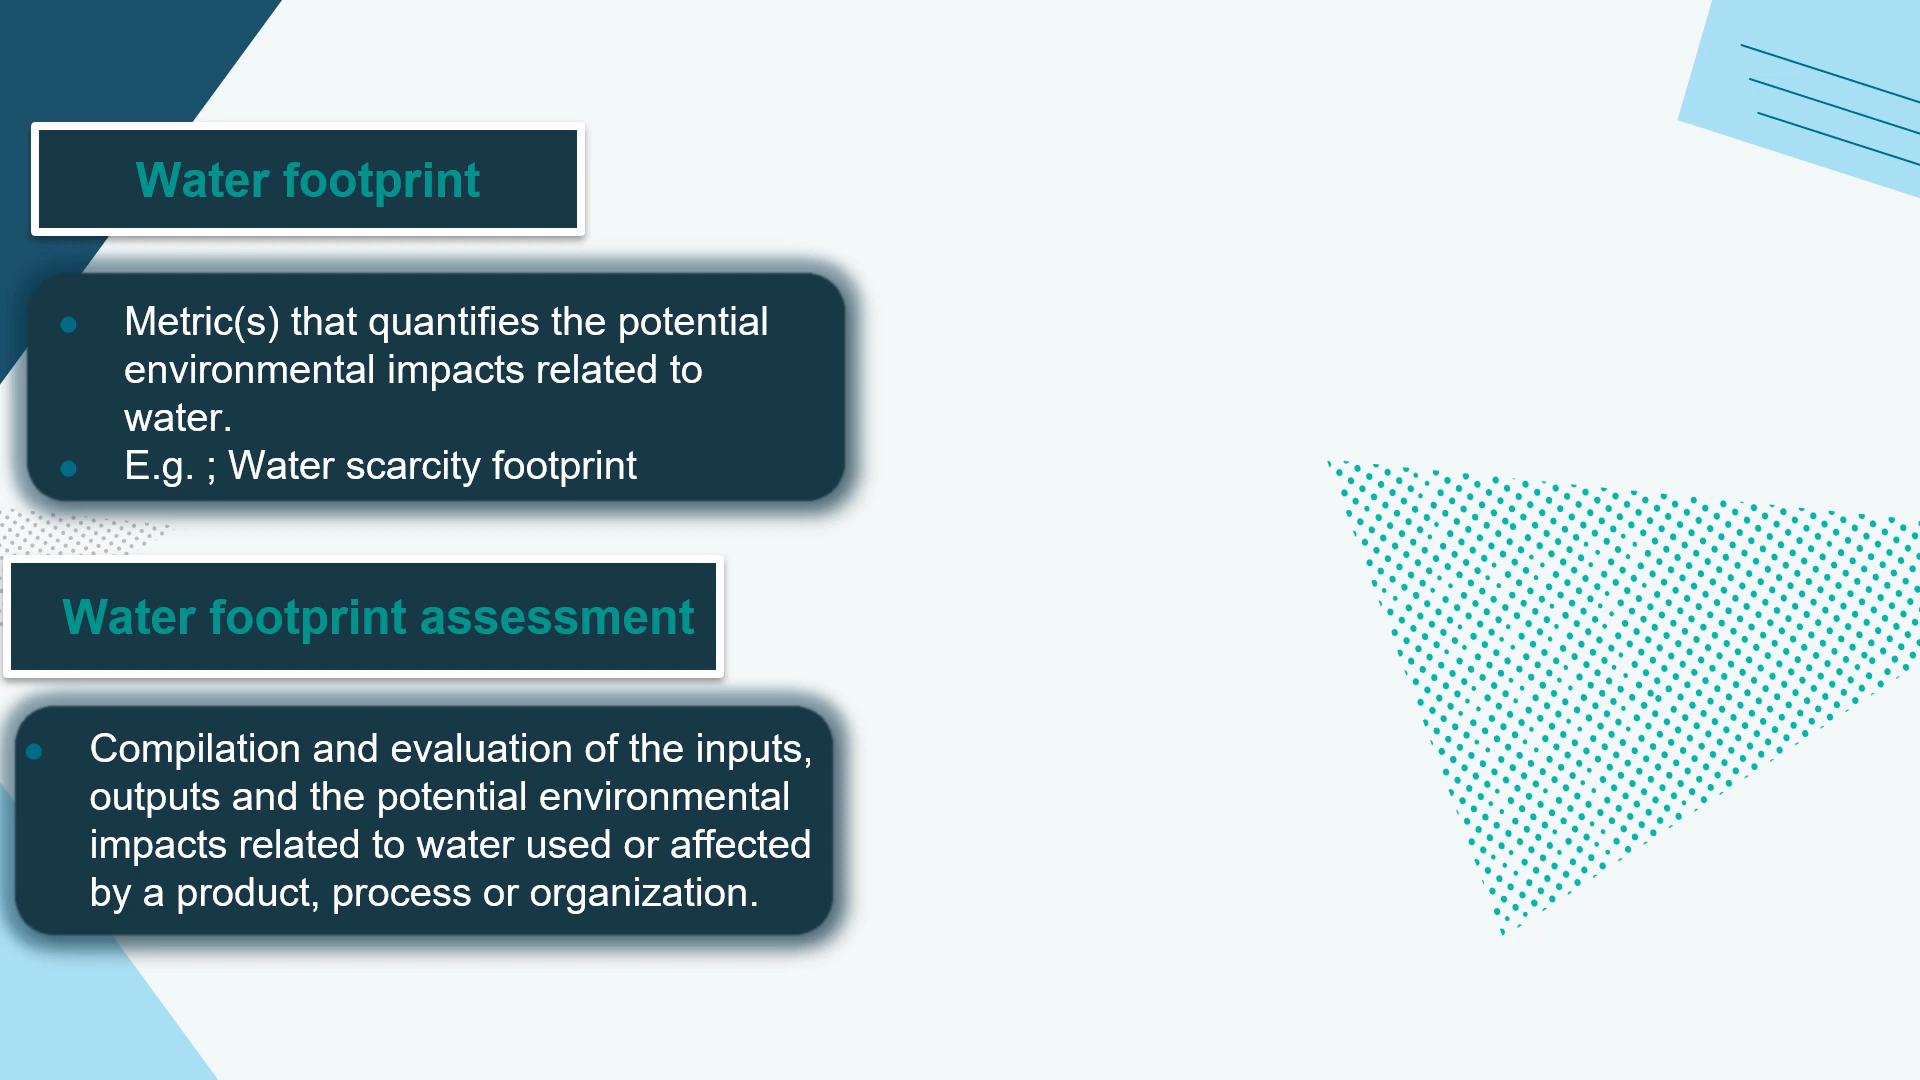 Water footprint
Metric(s) that quantifies the potential
environmental impacts related to
water.
E.g. ; Water scarcity footprint
Water footprint assessment
Compilation and evaluation of the inputs,
outputs and the potential environmental
impacts related to water used or affected
by a product, process or organization.